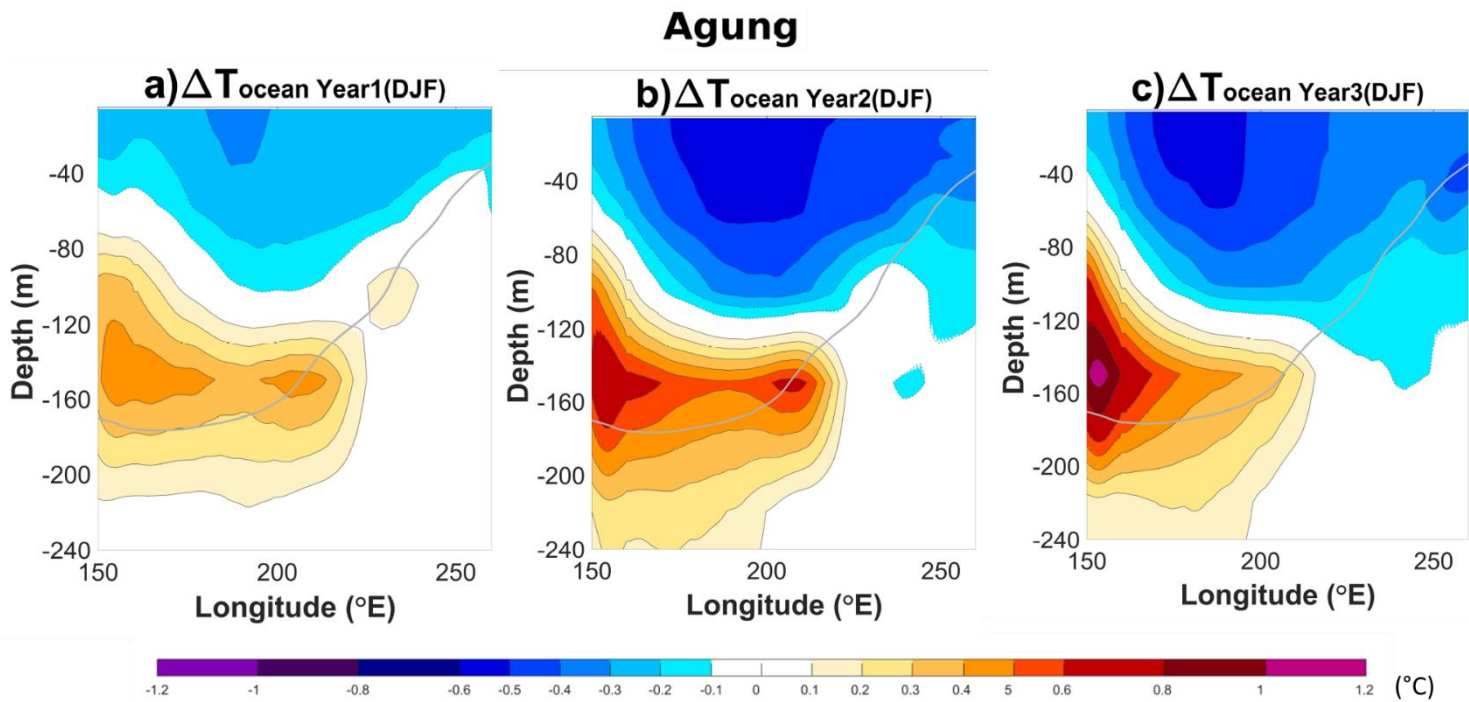 Agung
a)ΔTocean Year1(DJF)
b)ΔTocean Year2(DJF)
c)ΔTocean Year3(DJF)
Depth (m)
-40
-80
-120
-160
-200
-240
150
200
250
Longitude (°E)
Depth (m)
-40
-80
-120
-160
-200
-240
150
200
250
Longitude (°E)
Depth (m)
-40
-80
-120
-160
-200
-240
150
200
250
Longitude (°E)
-1.2 -1 -0.8 -0.6 -0.5 -0.4 -0.3 -0.2 -0.1 0 0.1 0.2 0.3 0.4 5 0.6 0.8 1 1.2 (°C)